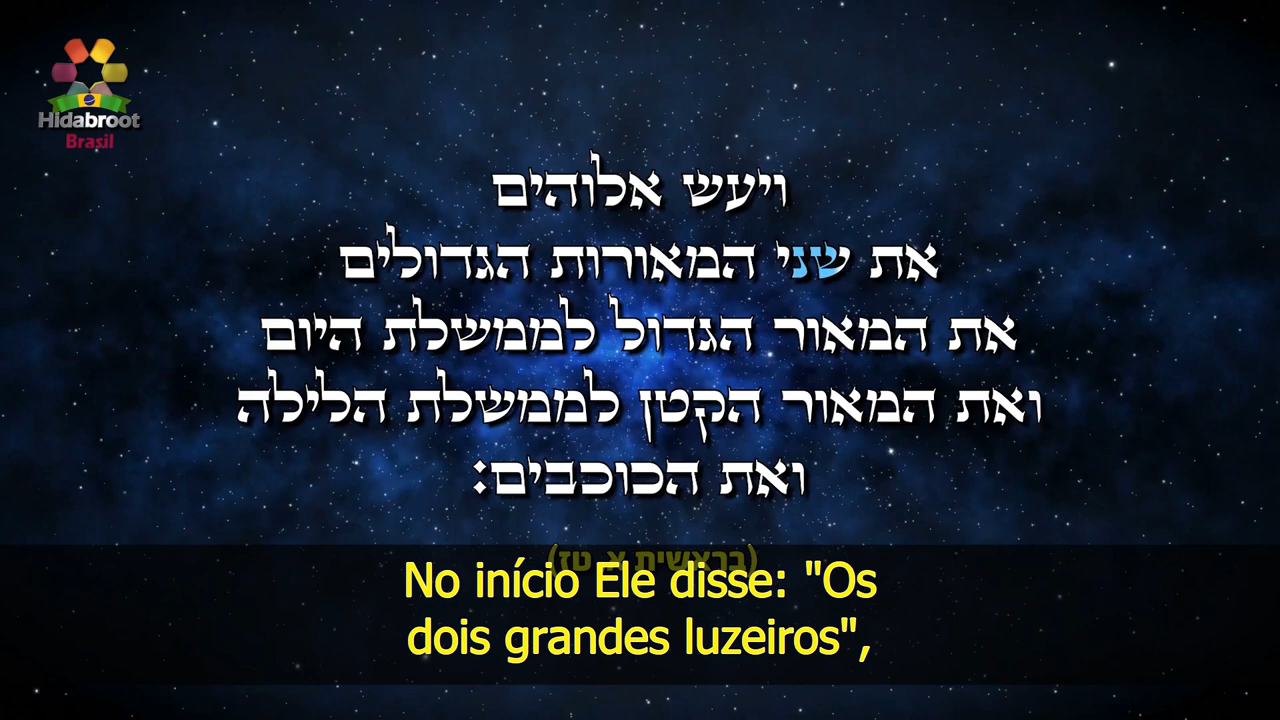 Hidabroot
Brasil
ויעש אלוהים
את שני המאורות הגדולים
את המאור הגדול לממשלת היום
ואת המאור הקטן לממשלת הלילה
ואת הכוכבים:
(בראשית א, טז)
No início Ele disse: "Os
dois grandes luzeiros",